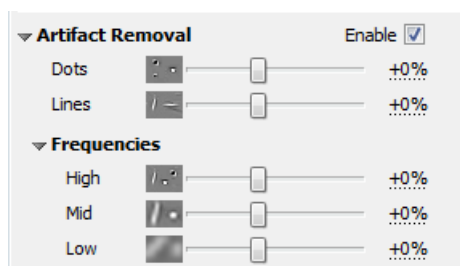 Artifact Removal Enable
Dots +0%
Lines +0%
Frequencies
High +0%
Mid +0%
Low +0%